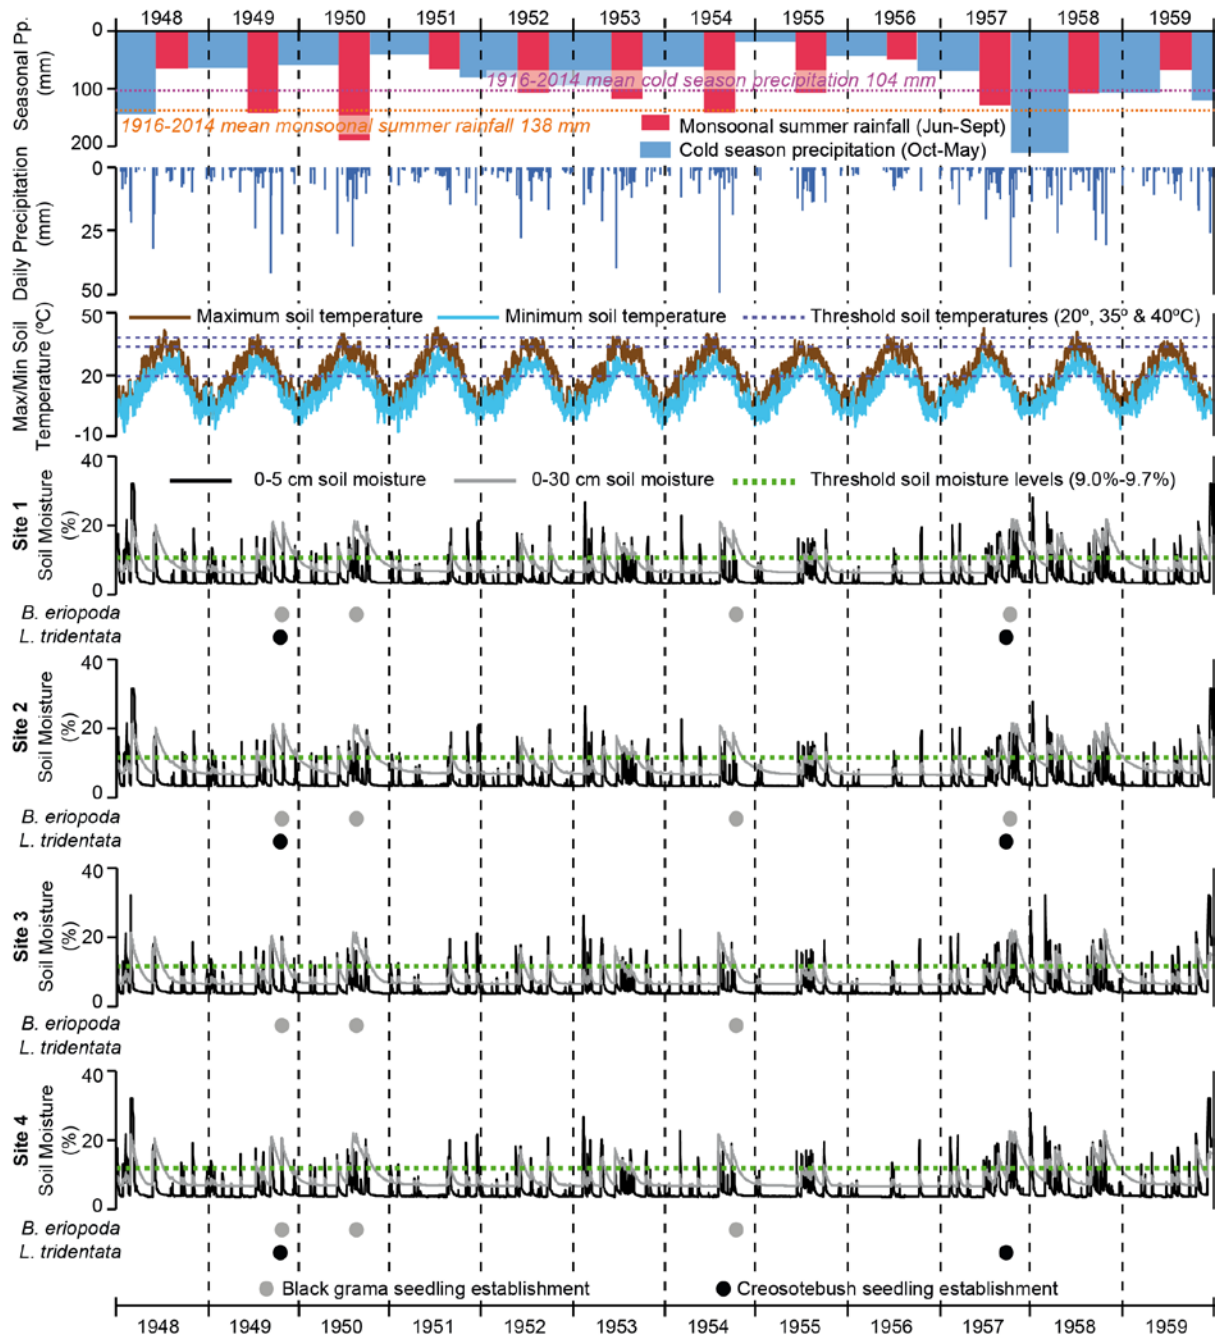 1948 1949 1950 1951 1952 1953 1954 1955 1956 1957 1958 1959
Seasonal Pp.
(mm)
0
100
200
1916-2014 mean cold season precipitation 104 mm
1916-2014 mean monsoonal summer rainfall 138 mm
Monsoonal summer rainfall (Jun-Sept)
Cold season precipitation (Oct-May)
Daily Precipitation
(mm)
0
25
50
Max/Min Soil
Temperature (ºC)
50
20
-10
Maximum soil temperature
Minimum soil temperature
Threshold soil temperatures (20º, 35º & 40ºC)
Site 1
Soil Moisture
(%)
40
20
0
0-5 cm soil moisture
0-30 cm soil moisture
Threshold soil moisture levels (9.0%-9.7%)
B. eriopoda
L. tridentata
Site 2
Soil Moisture
(%)
40
20
0
B. eriopoda
L. tridentata
Site 3
Soil Moisture
(%)
40
20
0
B. eriopoda
L. tridentata
Site 4
Soil Moisture
(%)
40
20
0
B. eriopoda
L. tridentata
Black grama seedling establishment
Creosotebush seedling establishment
1948 1949 1950 1951 1952 1953 1954 1955 1956 1957 1958 1959